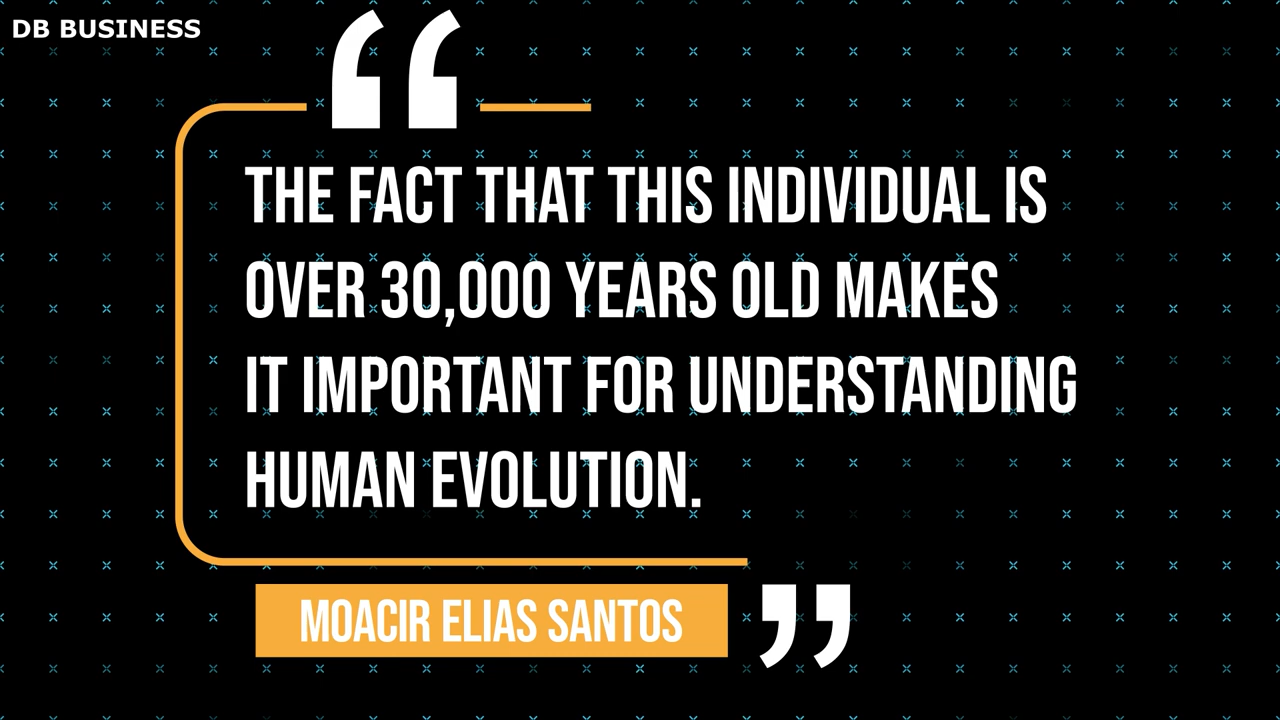 DB BUSINESS
“
THE FACT THAT THIS INDIVIDUAL IS
OVER 30,000 YEARS OLD MAKES
IT IMPORTANT FOR UNDERSTANDING
HUMAN EVOLUTION.
MOACIR ELIAS SANTOS
”